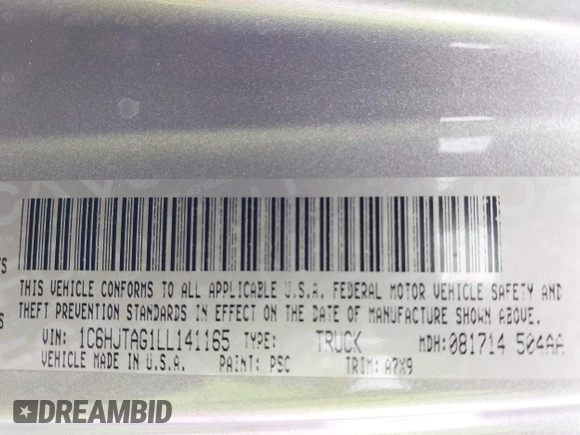 THIS VEHICLE CONFORMS TO ALL APPLICABLE U.S.A. FEDERAL MOTOR VEHICLE SAFETY AND
THEFT PREVENTION STANDARDS IN EFFECT ON THE DATE OF MANUFACTURE SHOWN ABOVE.
VIN: 1C6HJTAG1LL141165 TYPE: TRUCK MDH:081714 504AA
VEHICLE MADE IN U.S.A. PAINT: PSC TRIM: A7X9
DREAMBID